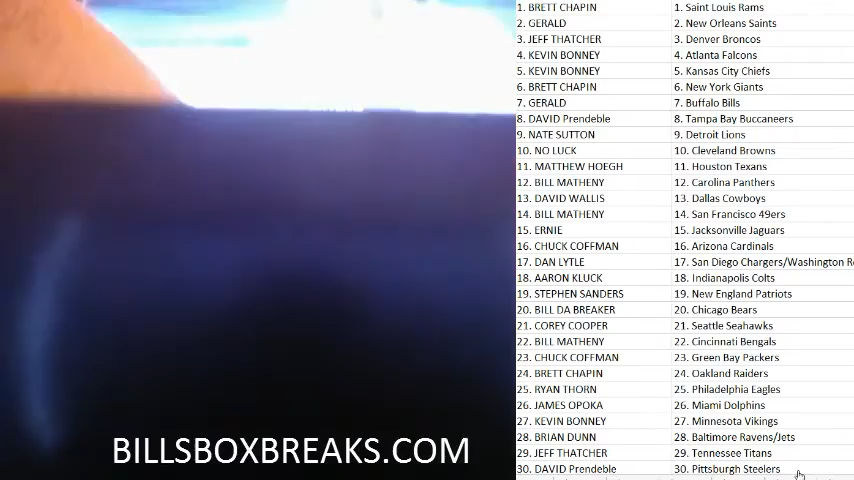 1. BRETT CHAPIN 1. Saint Louis Rams
2. GERALD 2. New Orleans Saints
3. JEFF THATCHER 3. Denver Broncos
4. KEVIN BONNEY 4. Atlanta Falcons
5. KEVIN BONNEY 5. Kansas City Chiefs
6. BRETT CHAPIN 6. New York Giants
7. GERALD 7. Buffalo Bills
8. DAVID Prendeble 8. Tampa Bay Buccaneers
9. NATE SUTTON 9. Detroit Lions
10. NO LUCK 10. Cleveland Browns
11. MATTHEW HOEGH 11. Houston Texans
12. BILL MATHENY 12. Carolina Panthers
13. DAVID WALLIS 13. Dallas Cowboys
14. BILL MATHENY 14. San Francisco 49ers
15. ERNIE 15. Jacksonville Jaguars
16. CHUCK COFFMAN 16. Arizona Cardinals
17. DAN LYTLE 17. San Diego Chargers/Washington R
18. AARON KLUCK 18. Indianapolis Colts
19. STEPHEN SANDERS 19. New England Patriots
20. BILL DA BREAKER 20. Chicago Bears
21. COREY COOPER 21. Seattle Seahawks
22. BILL MATHENY 22. Cincinnati Bengals
23. CHUCK COFFMAN 23. Green Bay Packers
24. BRETT CHAPIN 24. Oakland Raiders
25. RYAN THORN 25. Philadelphia Eagles
26. JAMES OPOKA 26. Miami Dolphins
27. KEVIN BONNEY 27. Minnesota Vikings
28. BRIAN DUNN 28. Baltimore Ravens/Jets
29. JEFF THATCHER 29. Tennessee Titans
30. DAVID Prendeble 30. Pittsburgh Steelers
BILLSBOXBREAKS.COM